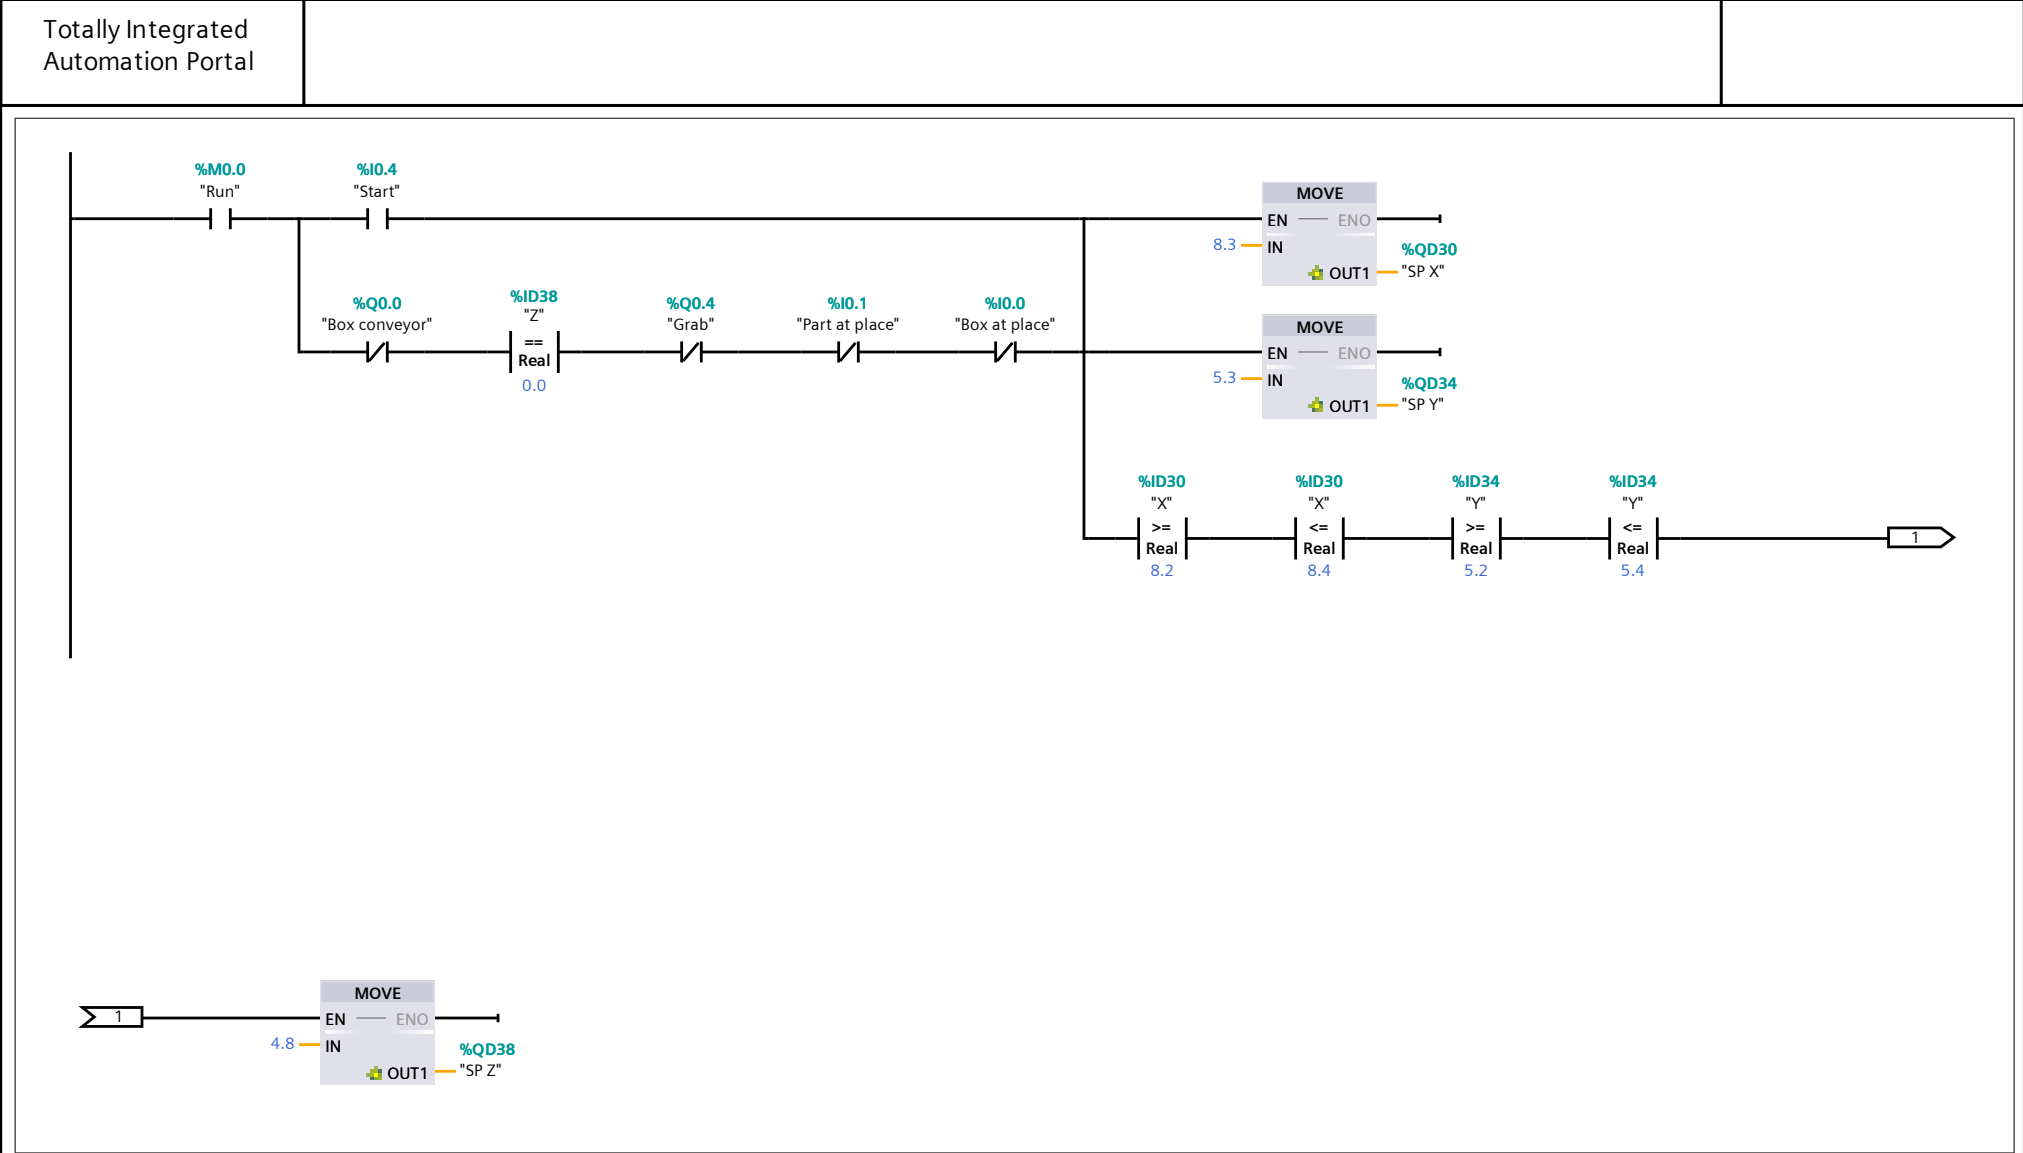 Totally Integrated
Automation Portal
%M0.0
"Run"
%I0.4
"Start"
MOVE
EN
ENO
8.3
IN
%QD30
OUT1
"SP X"
%Q0.0
"Box conveyor"
%ID38
"Z"
==
Real
0.0
%Q0.4
"Grab"
%I0.1
"Part at place"
%I0.0
"Box at place"
MOVE
EN
ENO
5.3
IN
%QD34
OUT1
"SP Y"
%ID30
"X"
>=
Real
8.2
%ID30
"X"
<=
Real
8.4
%ID34
"Y"
>=
Real
5.2
%ID34
"Y"
<=
Real
5.4
1
1
MOVE
EN
ENO
4.8
IN
%QD38
OUT1
"SP Z"